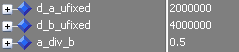 d_a_ufixed 2000000
d_b_ufixed 4000000
a_div_b 0.5